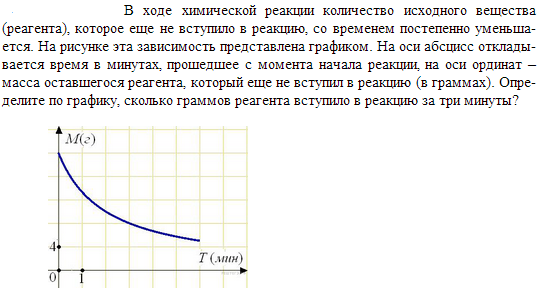 В ходе химической реакции количество исходного вещества
(реагента), которое еще не вступило в реакцию, со временем постепенно уменьша-
ется. На рисунке эта зависимость представлена графиком. На оси абсцисс отклады-
вается время в минутах, прошедшее с момента начала реакции, на оси ординат –
масса оставшегося реагента, который еще не вступил в реакцию (в граммах). Опре-
делите по графику, сколько граммов реагента вступило в реакцию за три минуты?
M(г)
4
T (мин)
0 1